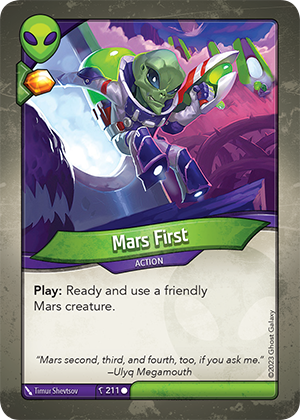 Mars First
ACTION
Play: Ready and use a friendly
Mars creature.
“Mars second, third, and fourth, too, if you ask me.”
–Ulyq Megamouth
©2023 Ghost Galaxy
Timur Shevtsov
211